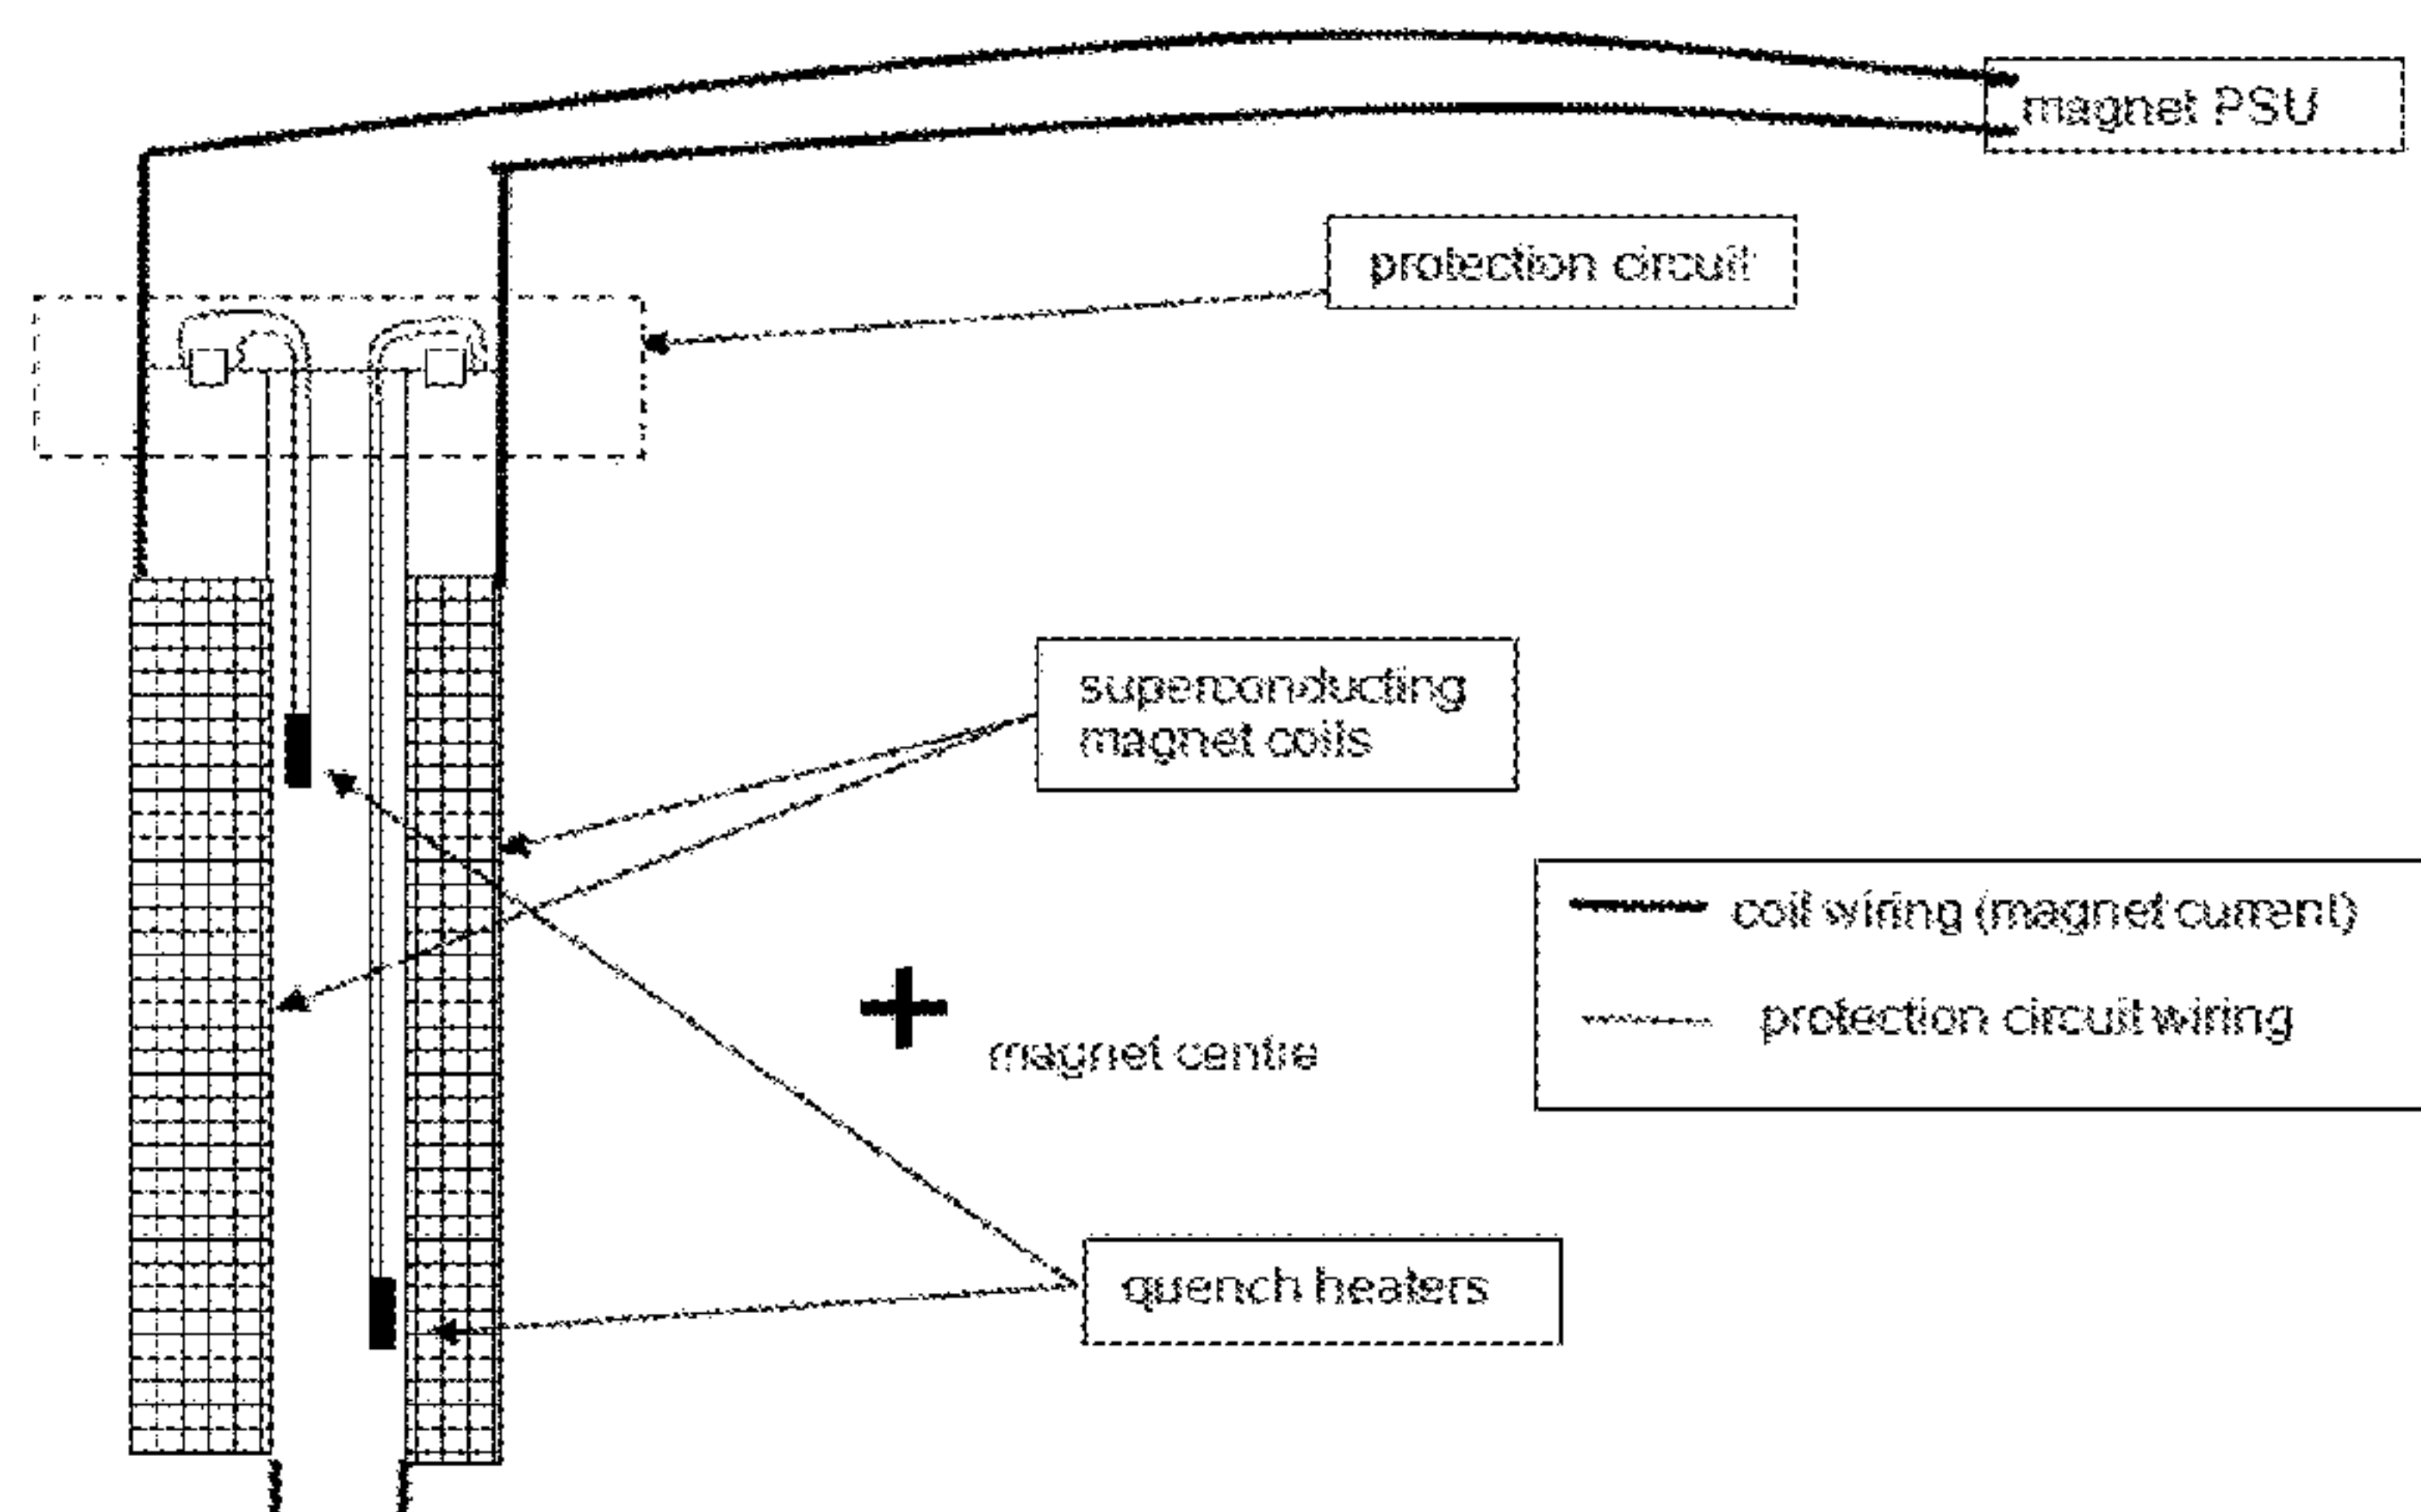 magnet PSU
protection circuit
superconducting
magnet coils
coil wiring (magnet current)
protection circuit wiring
magnet centre
quench heaters